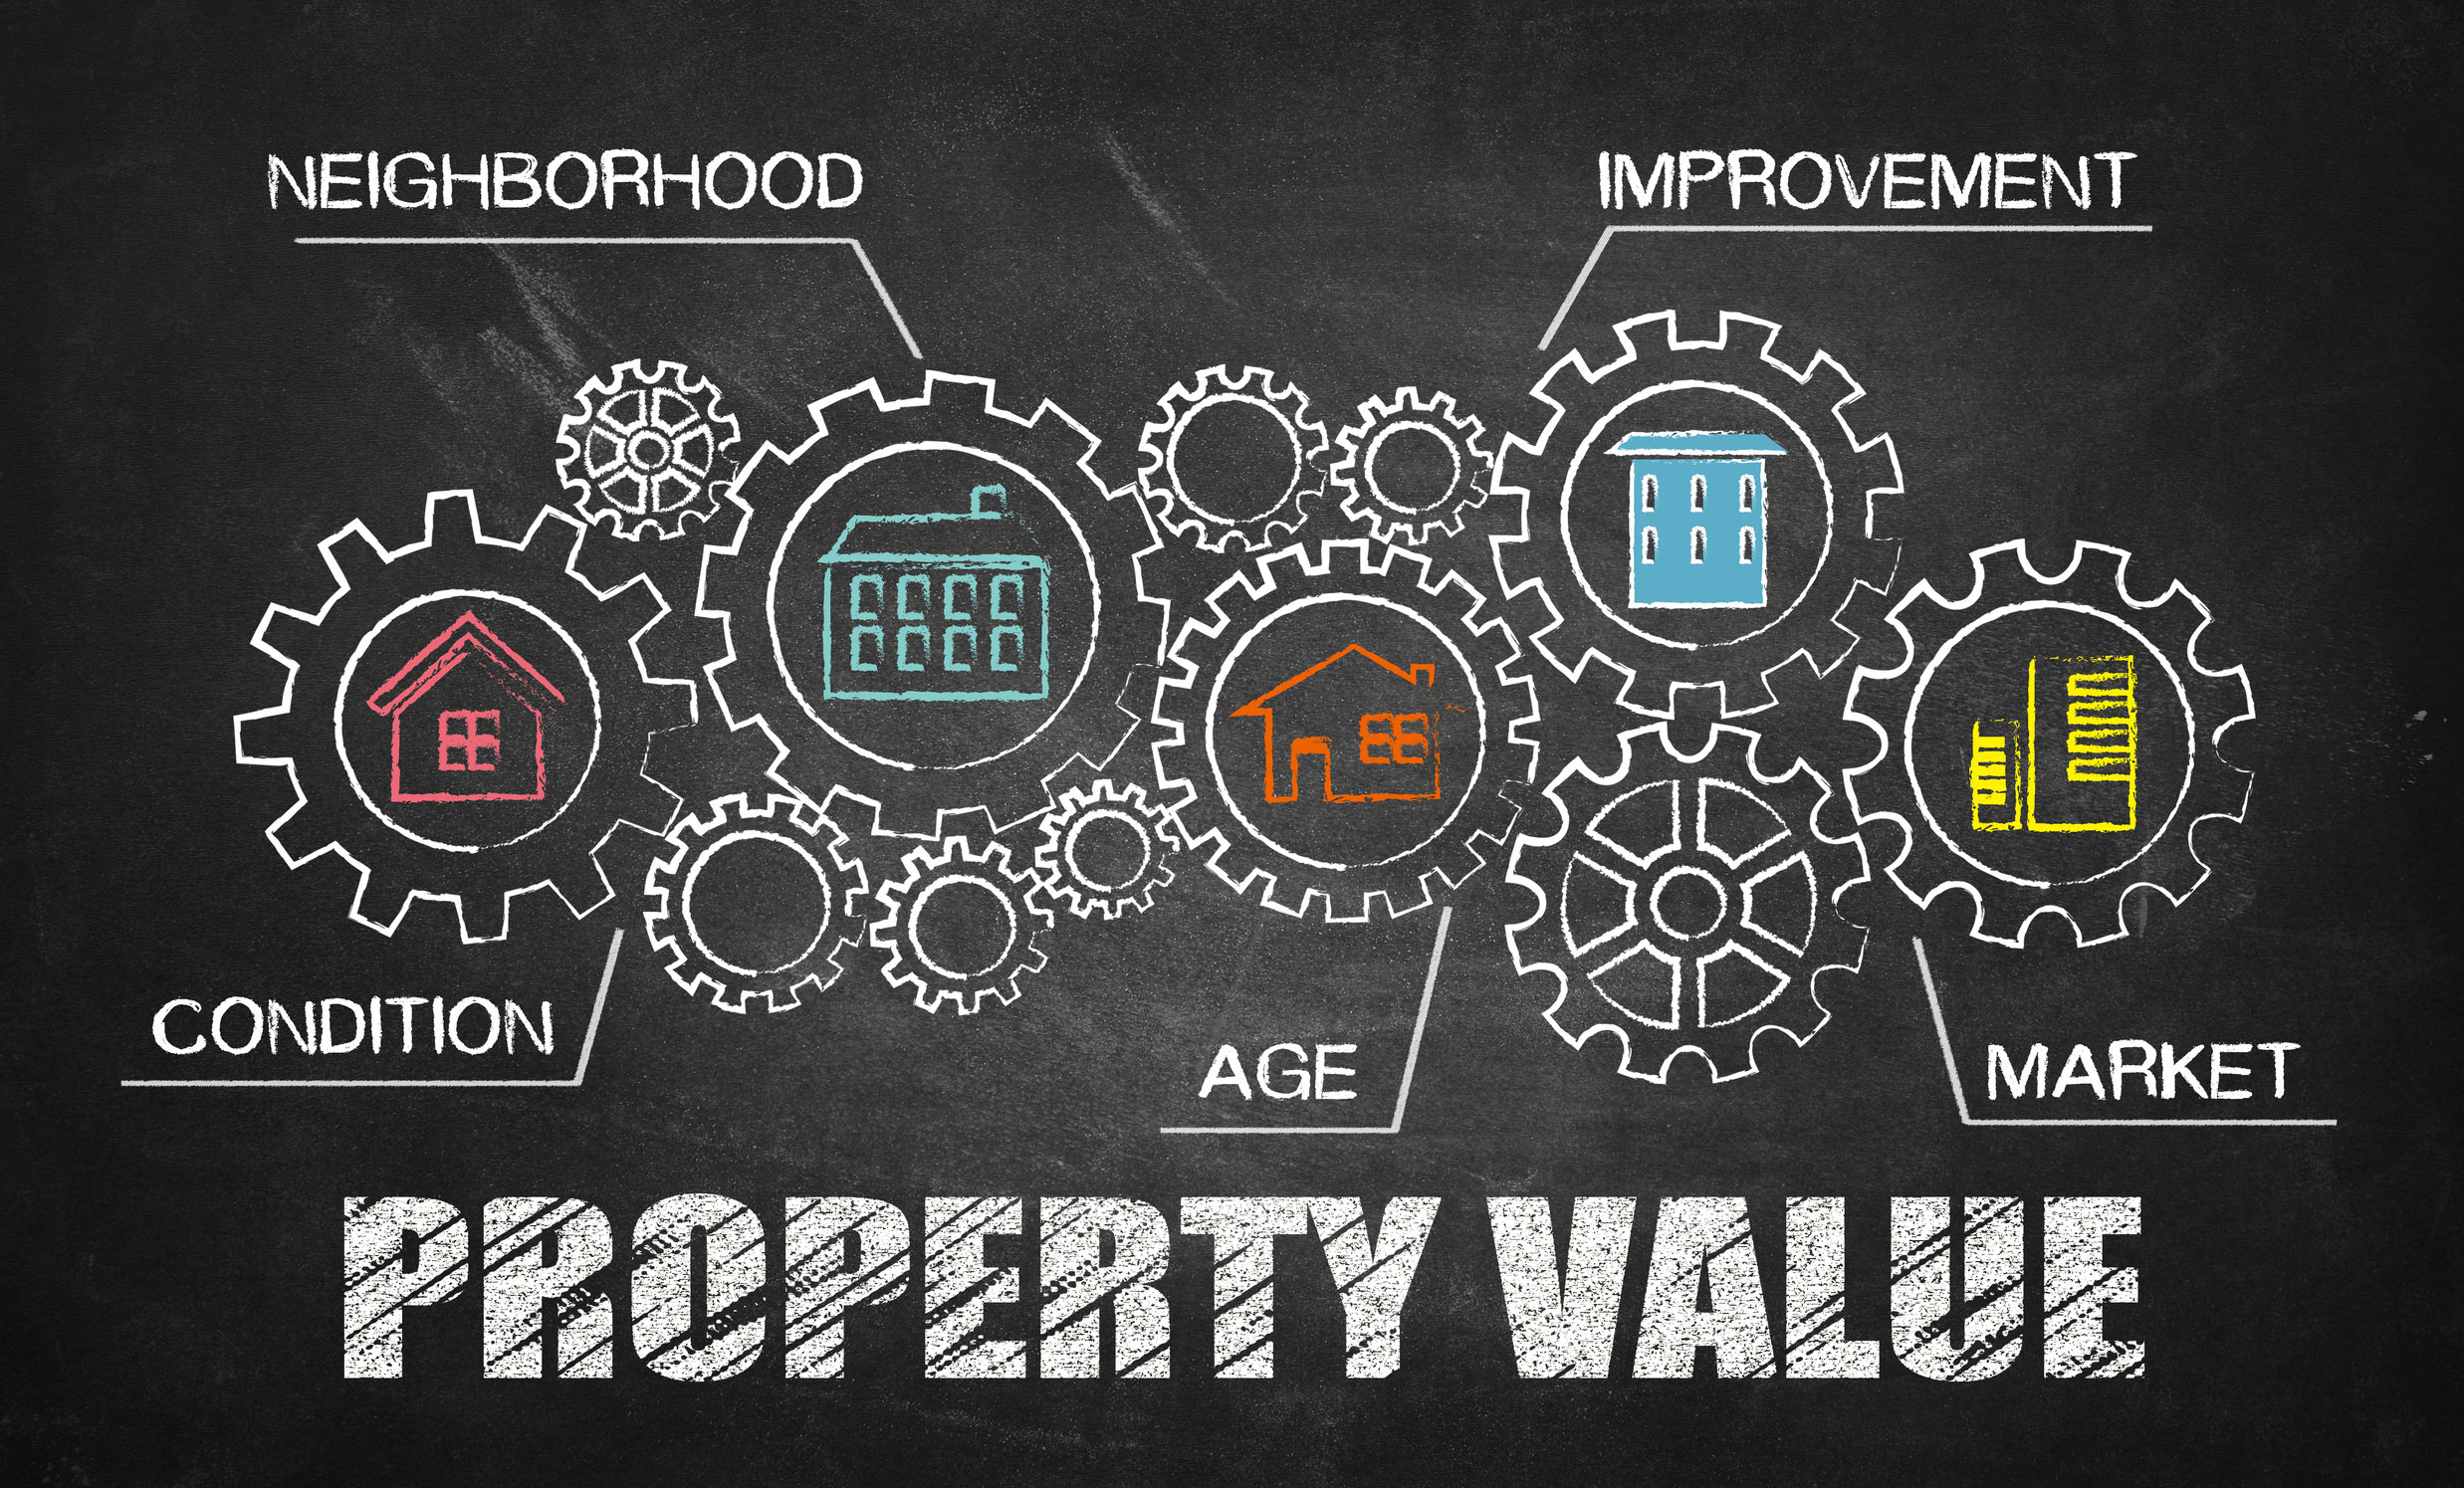 NEIGHBORHOOD
IMPROVEMENT
CONDITION
AGE
MARKET
PROPERTY VALUE